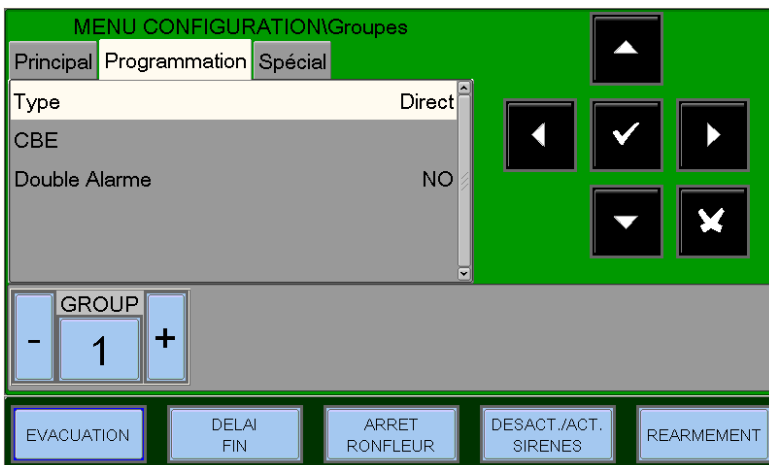 MENU CONFIGURATION\Groupes
Principal Programmation Spécial
Type Direct
CBE
Double Alarme NO
GROUP
- 1 +
EVACUATION
DELAI
FIN
ARRET
RONFLEUR
DESACT./ACT.
SIRENES
REARMEMENT